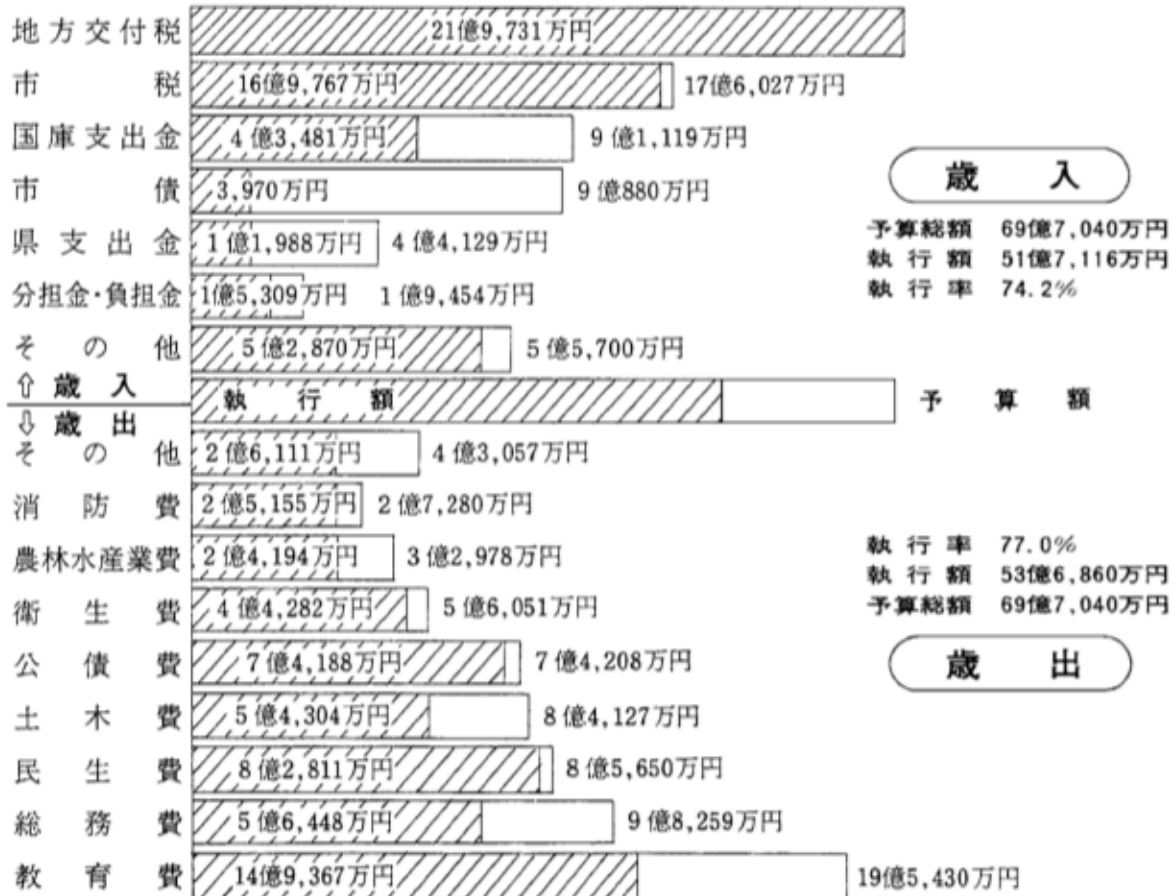 地方交付税 21億9,731万円
市税 16億9,767万円 17億6,027万円
国庫支出金 4億3,481万円 9億1,119万円
市債 3,970万円 9億880万円
県支出金 1億1,988万円 4億4,129万円
分担金・負担金 1億5,309万円 1億9,454万円
その他 5億2,870万円 5億5,700万円
歳入
予算総額 69億7,040万円
執行額 51億7,116万円
執行率 74.2%
⇧歳入
執行額 予算額
⇩歳出
その他 2億6,111万円 4億3,057万円
消防費 2億5,155万円 2億7,280万円
農林水産業費 2億4,194万円 3億2,978万円
衛生費 4億4,282万円 5億6,051万円
公債費 7億4,188万円 7億4,208万円
土木費 5億4,304万円 8億4,127万円
民生費 8億2,811万円 8億5,650万円
総務費 5億6,448万円 9億8,259万円
教育費 14億9,367万円 19億5,430万円
執行率 77.0%
執行額 53億6,860万円
予算総額 69億7,040万円
歳出